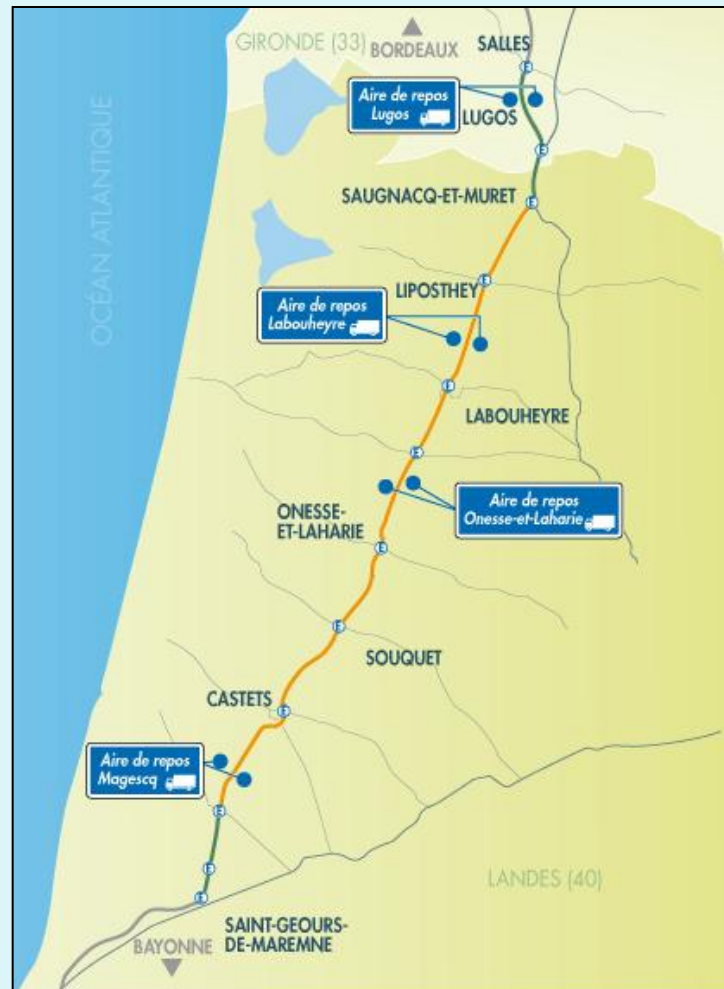 GIRONDE (33)
BORDEAUX
SALLES
Aire de repos
Lugos
LUGOS
OCÉAN ATLANTIQUE
SAUGNACQ-ET-MURET
LIPOSTHEY
Aire de repos
Labouheyre
LABOUHEYRE
Aire de repos
Onesse-et-Laharie
ONESSE-
ET-LAHARIE
SOUQUET
CASTETS
Aire de repos
Magescq
LANDES (40)
SAINT-GEOURS-
DE-MAREMNE
BAYONNE